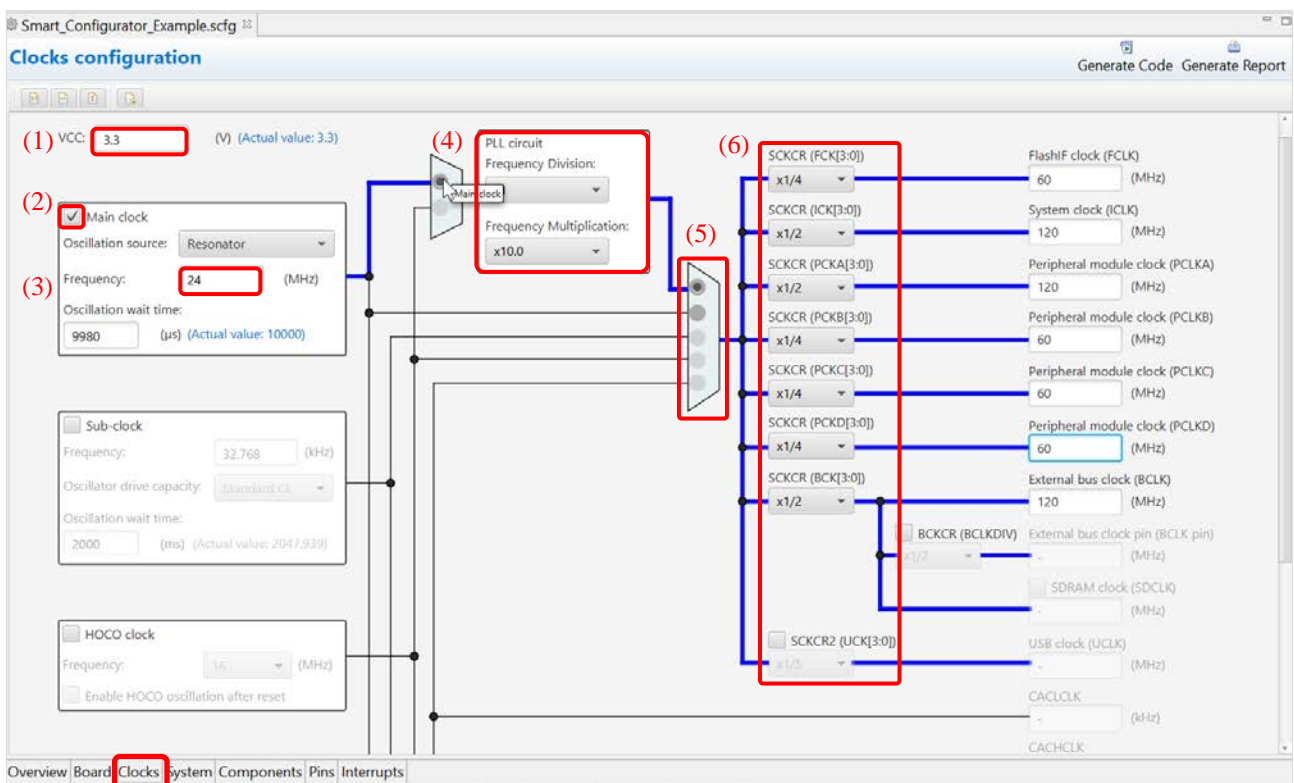 Smart_Configurator_Example.scfg
Clocks configuration
Generate Code Generate Report
(1) VCC: 3.3 (V) (Actual value: 3.3)
(2)
Main clock
Oscillation source: Resonator
(3) Frequency: 24 (MHz)
Oscillation wait time:
9980 (μs) (Actual value: 10000)
Sub-clock
Frequency: 32.768 (kHz)
Oscillator drive capacity: Standard CL
Oscillation wait time:
2000 (ms) (Actual value: 2047.939)
HOCO clock
Frequency: 16 (MHz)
Enable HOCO oscillation after reset
(4)
PLL circuit
Frequency Division:
Main clock
Frequency Multiplication:
x10.0
(5)
(6)
SCKCR (FCK[3:0])
x1/4
SCKCR (ICK[3:0])
x1/2
SCKCR (PCKA[3:0])
x1/2
SCKCR (PCKB[3:0])
x1/4
SCKCR (PCKC[3:0])
x1/4
SCKCR (PCKD[3:0])
x1/4
SCKCR (BCK[3:0])
x1/2
BCKCR (BCLKDIV)
x1/2
SCKCR2 (UCK[3:0])
x1/5
FlashIF clock (FCLK)
60 (MHz)
System clock (ICLK)
120 (MHz)
Peripheral module clock (PCLKA)
120 (MHz)
Peripheral module clock (PCLKB)
60 (MHz)
Peripheral module clock (PCLKC)
60 (MHz)
Peripheral module clock (PCLKD)
60 (MHz)
External bus clock (BCLK)
120 (MHz)
External bus clock pin (BCLK pin)
- (MHz)
SDRAM clock (SDCLK)
- (MHz)
USB clock (UCLK)
- (MHz)
CACLCLK
- (kHz)
CACHCLK
Overview Board Clocks System Components Pins Interrupts